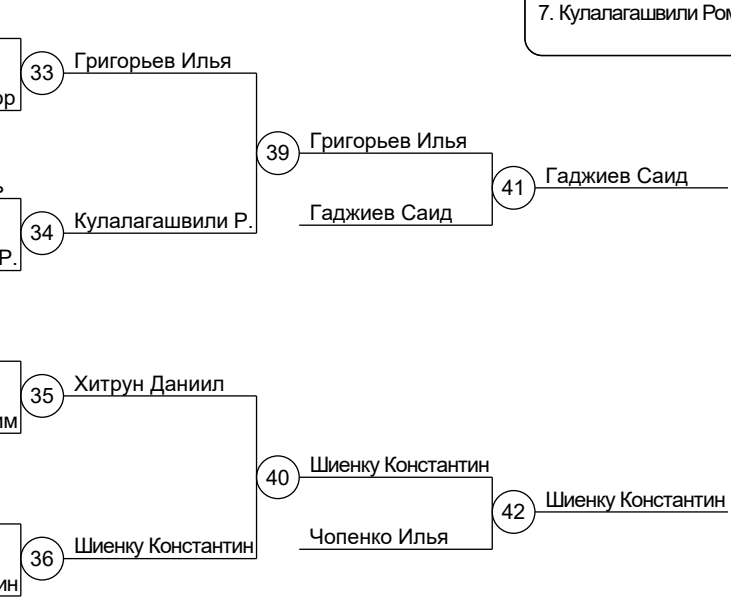 7. Кулалагашвили
33
Григорьев Илья
39
Григорьев Илья
41
Гаджиев Саид
Гаджиев Саид
34
Кулалагашвили Р.
Р.
35
Хитрун Даниил
40
Шиенку Константин
42
Шиенку Константин
Чопенко Илья
36
Шиенку Константин